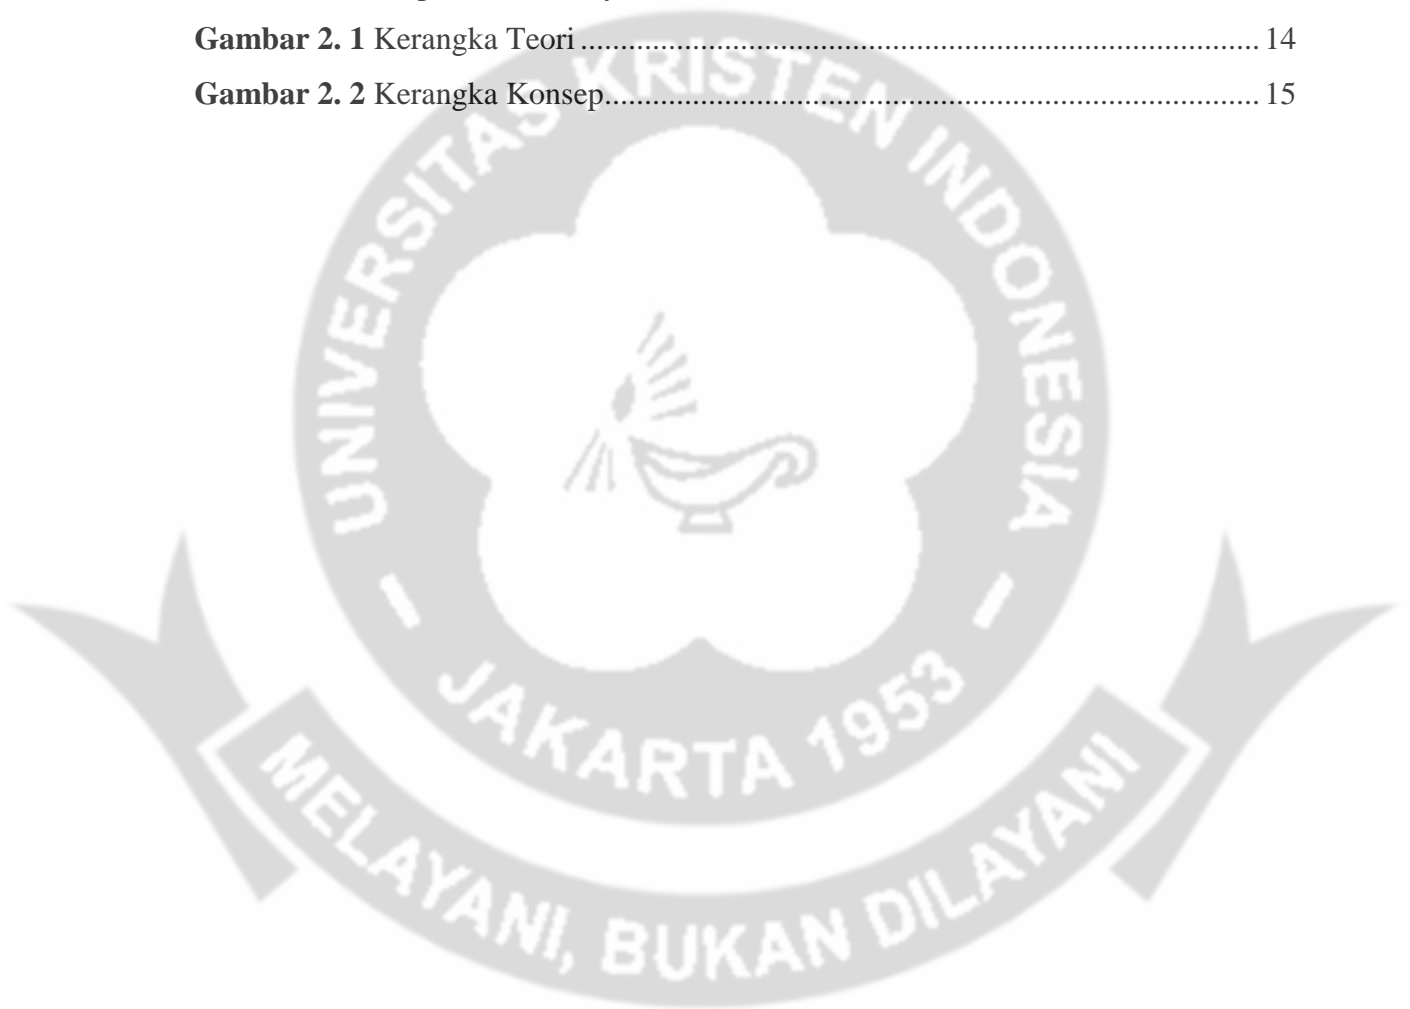 Gambar 2. 1 Kerangka Teori ........................................ 14
Gambar 2. 2 Kerangka Konsep ........................................ 15
UNIVERSITAS KRISTEN INDONESIA
– JAKARTA 1953 –
MELAYANI, BUKAN DILAYANI